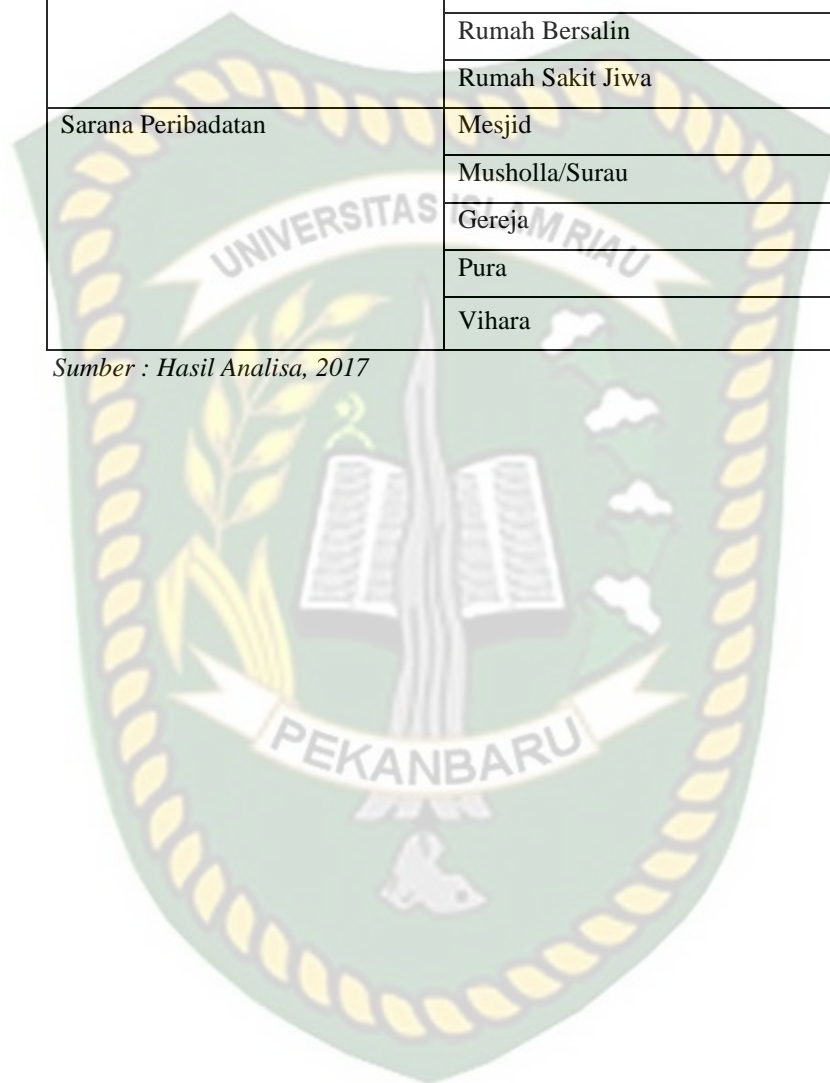 Rumah Bersalin
Rumah Sakit Jiwa
Sarana Peribadatan Mesjid
Musholla/Surau
Gereja
Pura
Vihara
Sumber : Hasil Analisa, 2017
UNIVERSITAS ISLAM RIAU
PEKANBARU